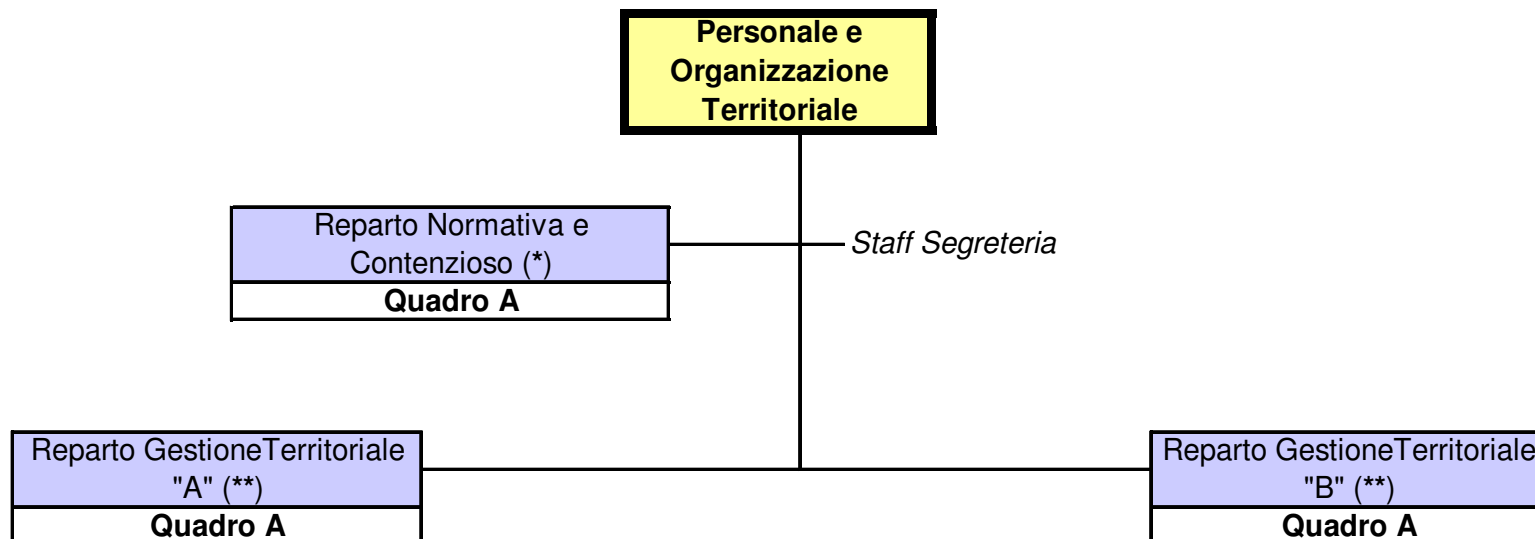 Personale e
Organizzazione
Territoriale
Reparto Normativa e
Contenzioso (*)
Quadro A
Staff Segreteria
Reparto GestioneTerritoriale
"A" (**)
Quadro A
Reparto GestioneTerritoriale
"B" (**)
Quadro A